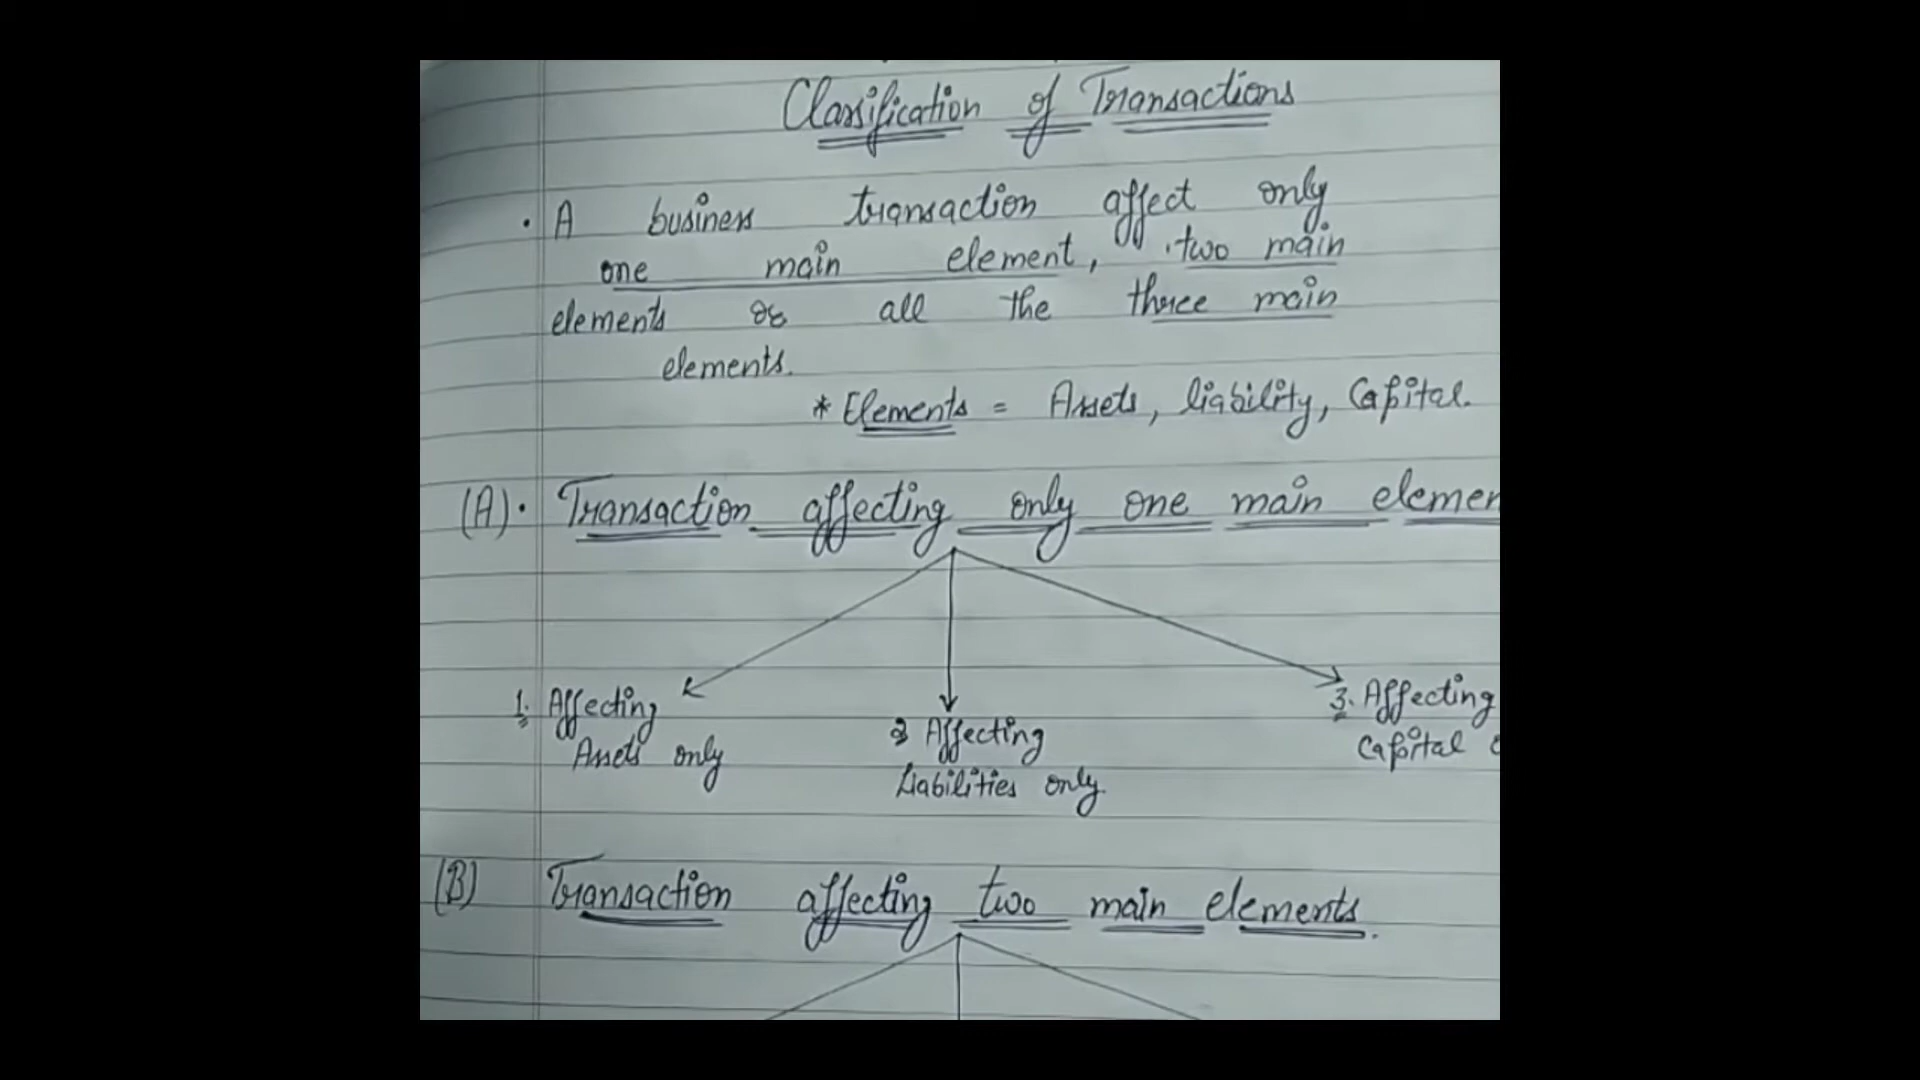 Classification of Transactions
• A business transaction affect only
one main element, two main
elements or all the three main
elements.
* Elements = Assets, liability, Capital.
(A)• Transaction affecting only one main elemen
1. Affecting
Assets only
2 Affecting
Liabilities only
3. Affecting
Capital
(B) Transaction affecting two main elements.